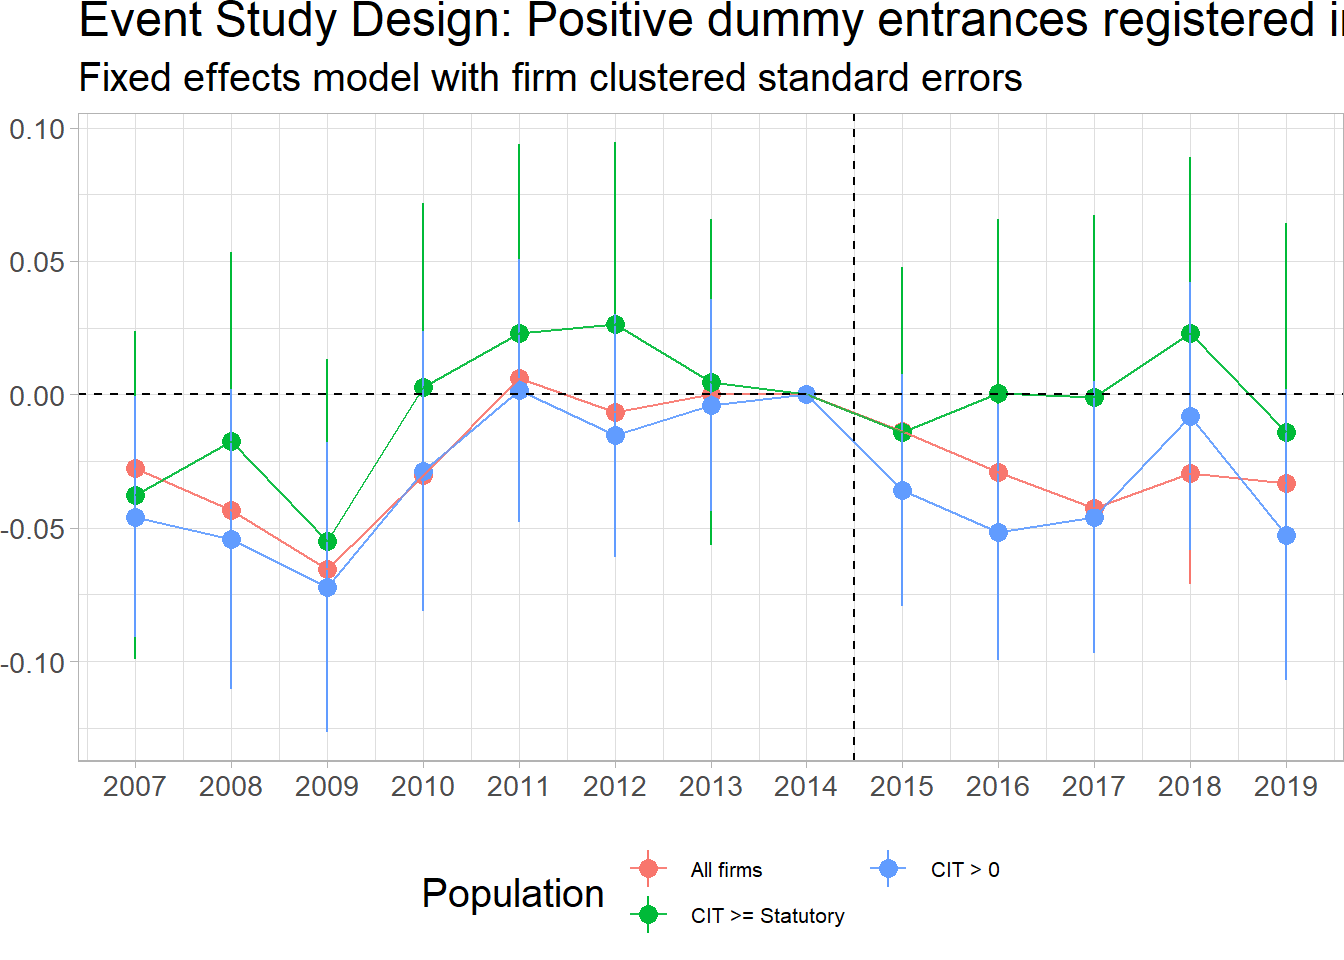 Event Study Design: Positive dummy entrances registered
Fixed effects model with firm clustered standard errors
0.10
0.05
0.00
-0.05
-0.10
2007 2008 2009 2010 2011 2012 2013 2014 2015 2016 2017 2018 2019
Population
All firms
CIT >= Statutory
CIT > 0